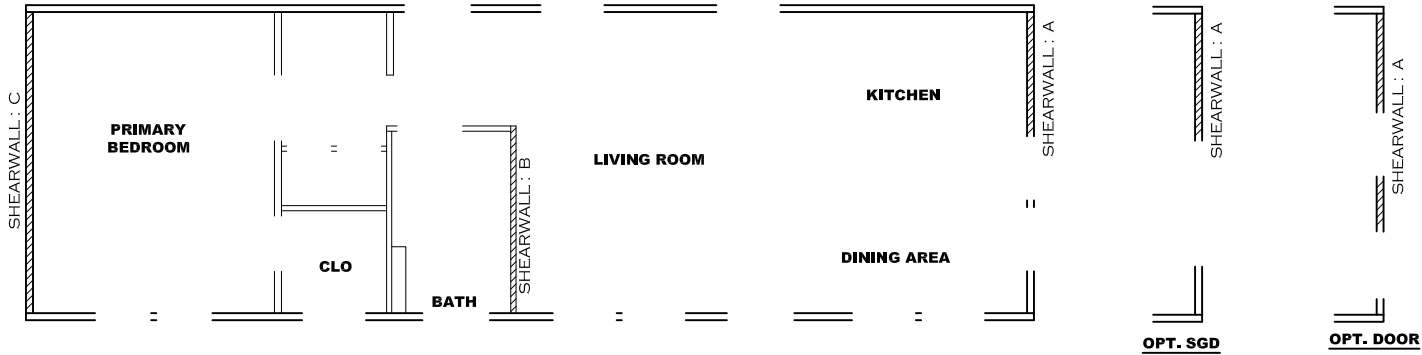 SHEARWALL: C
PRIMARY
BEDROOM
CLO
BATH
SHEARWALL: B
LIVING ROOM
KITCHEN
DINING AREA
SHEARWALL: A
SHEARWALL: A
OPT. SGD
SHEARWALL: A
OPT. DOOR